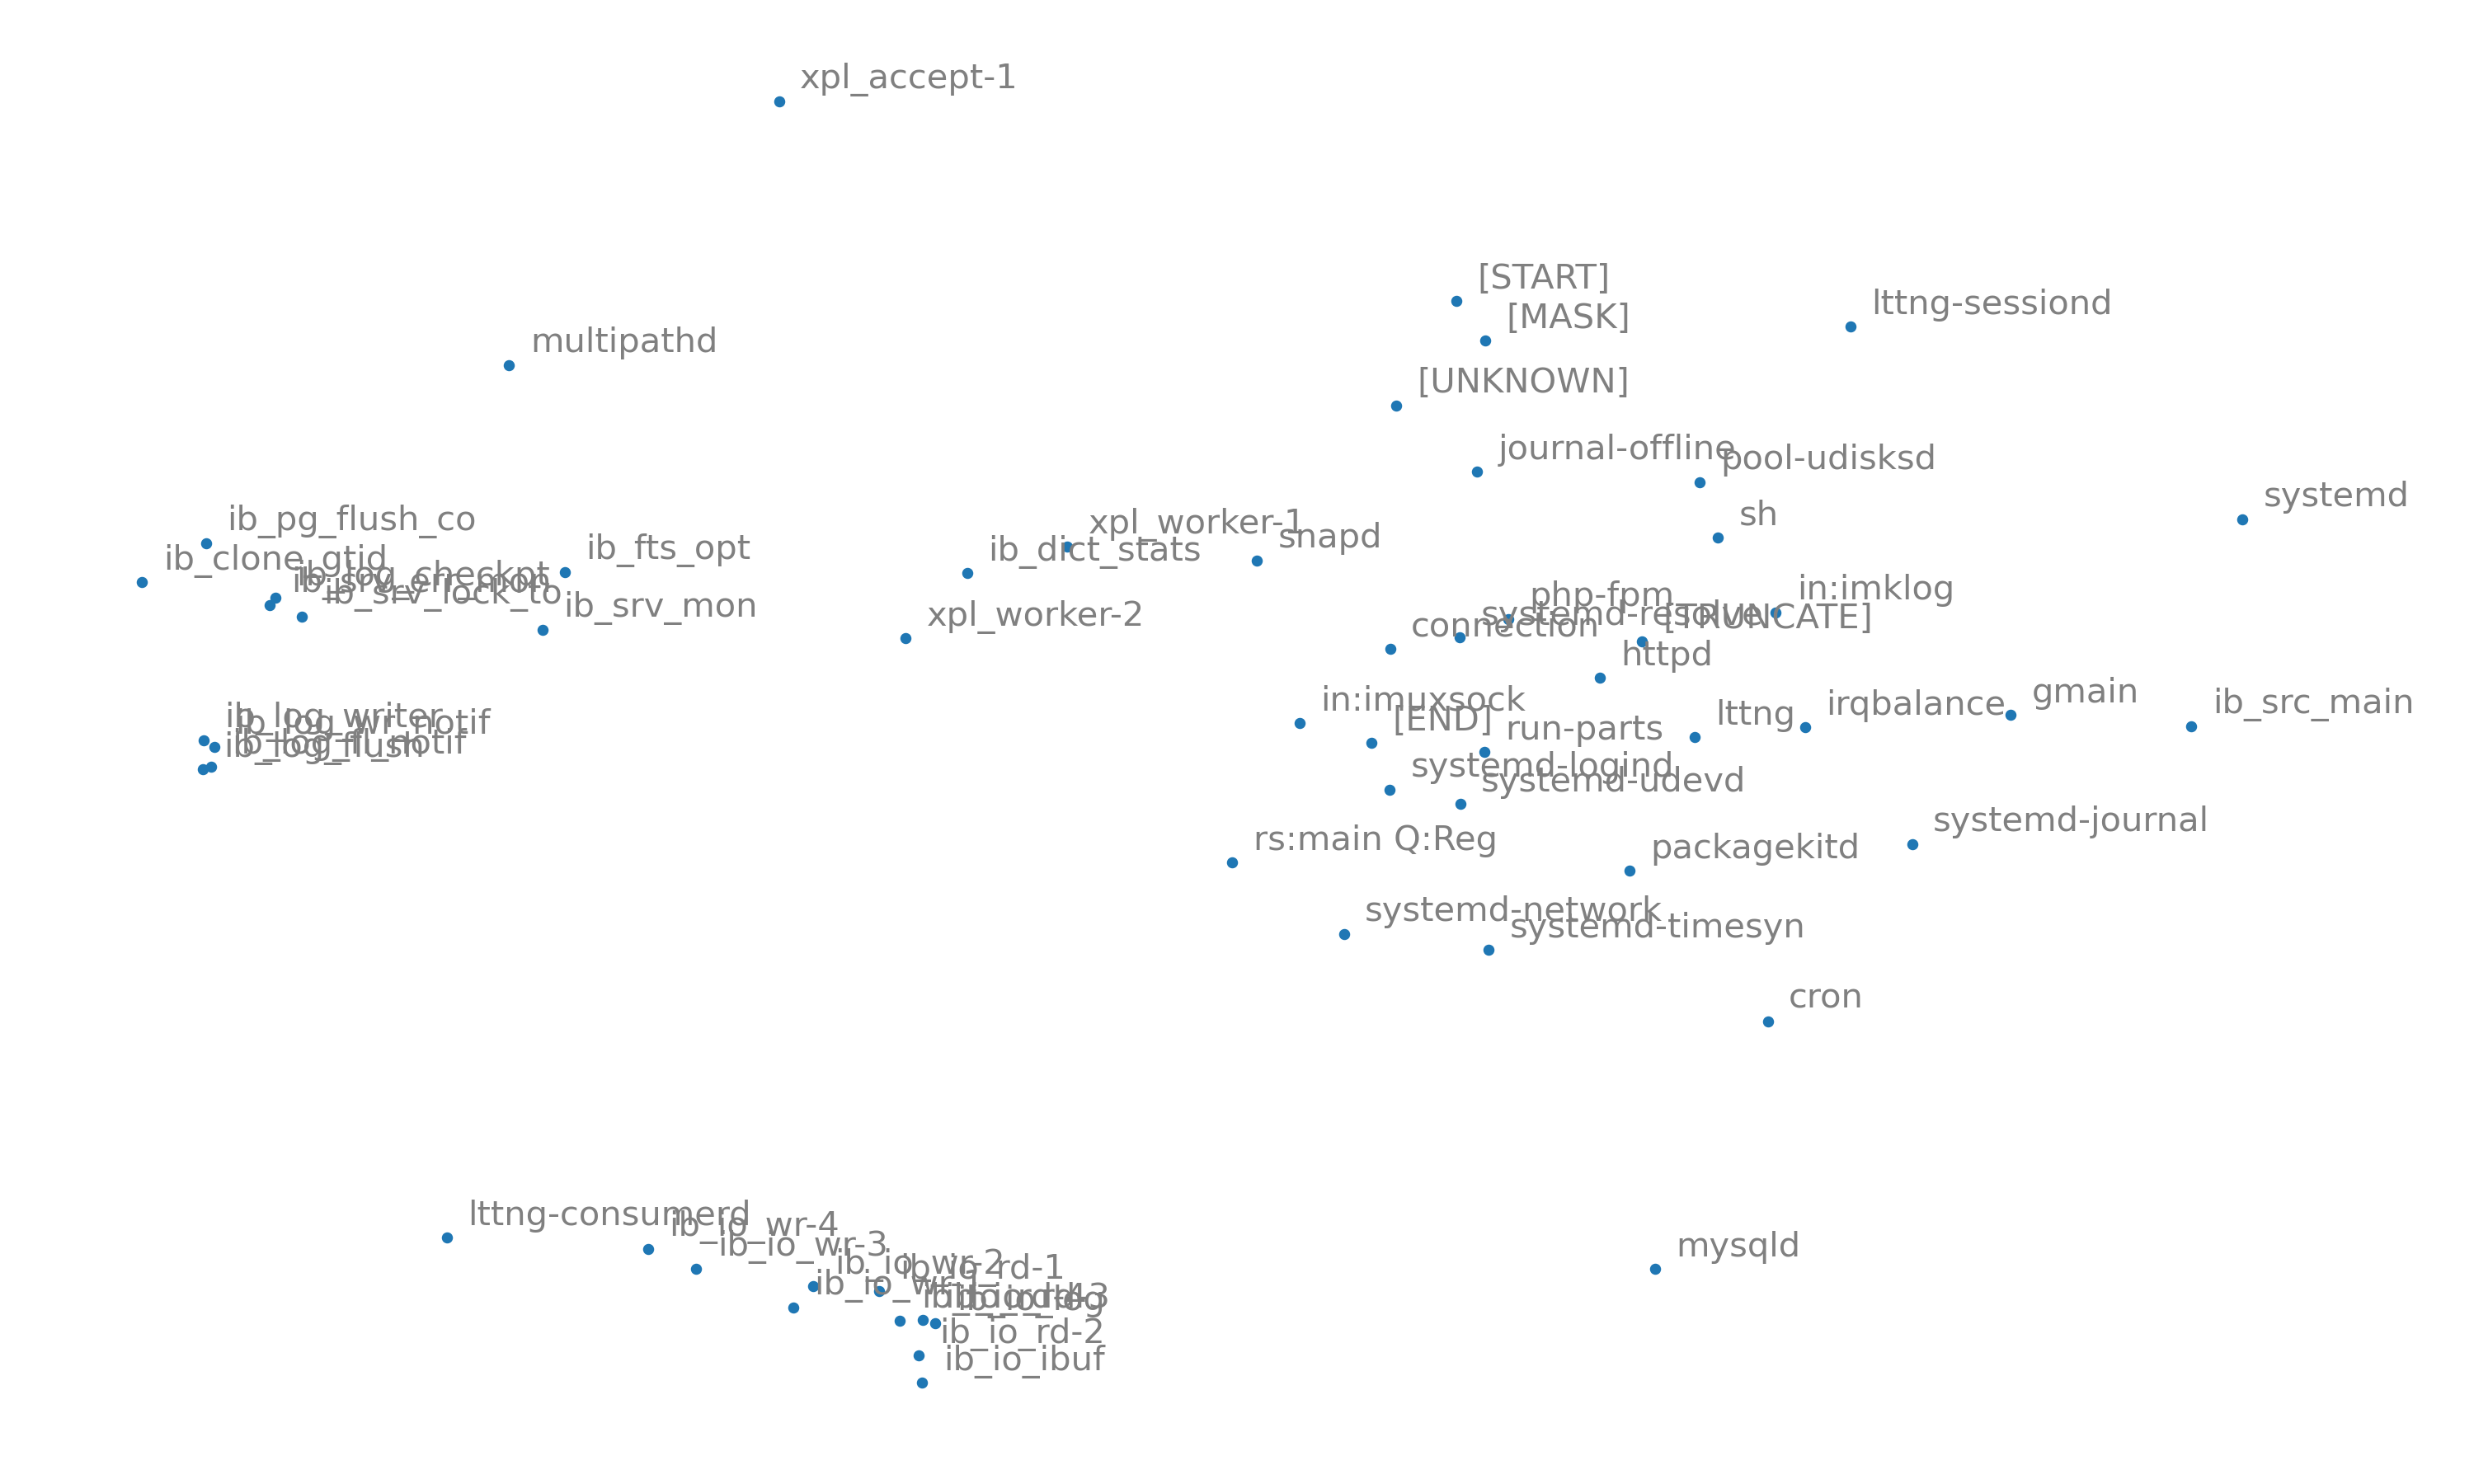 xpl_accept-1
[START]
lttng-sessiond
[MASK]
multipathd
[UNKNOWN]
journal-offline
pool-udisksd
systemd
sh
ib_pg_flush_co
xpl_worker-1
snapd
ib_fts_opt
ib_dict_stats
ib_clone_gtid
ib_log_checkpt
ib_srv_err_mon
ib_srv_lock_to
in:imklog
php-fpm
ib_srv_mon
systemd-resolve
xpl_worker-2
[TRUNCATE]
connection
httpd
gmain
in:imuxsock
ib_src_main
irqbalance
lttng
ib_log_writer
[END]
ib_log_wr_notif
run-parts
ib_log_fl_notif
ib_log_flush
systemd-logind
systemd-udevd
systemd-journal
rs:main Q:Reg
packagekitd
systemd-network
systemd-timesyn
cron
lttng-consumerd
ib_io_wr-4
ib_io_wr-3
mysqld
ib_io_wr-2
ib_io_rd-1
ib_io_wr-1
ib_io_rd-4
ib_io_rd-3
ib_io_log
ib_io_rd-2
ib_io_ibuf